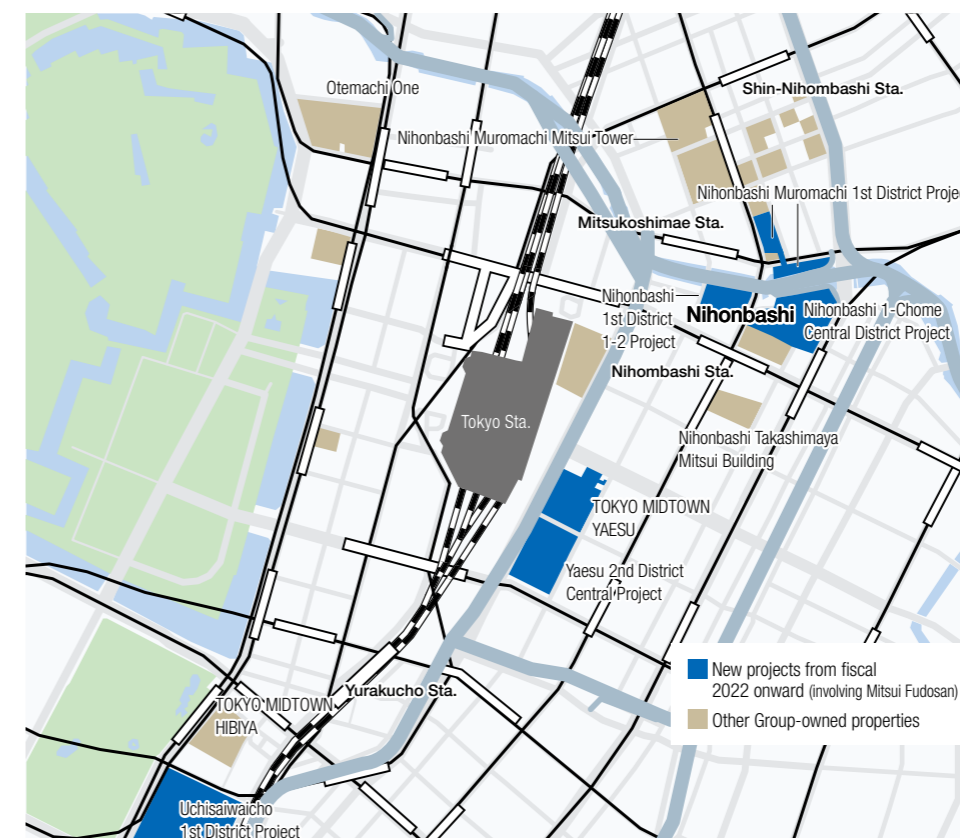 Otemachi One
Shin-Nihombashi Sta.
Nihonbashi Muromachi Mitsui Tower
Nihonbashi Muromachi 1st District Proje
Mitsukoshimae Sta.
Nihonbashi
1st District
1-2 Project
Nihonbashi
Nihonbashi 1-Chome
Central District Project
Nihombashi Sta.
Tokyo Sta.
Nihonbashi Takashimaya
Mitsui Building
TOKYO MIDTOWN
YAESU
Yaesu 2nd District
Central Project
New projects from fiscal
2022 onward (involving Mitsui Fudosan)
Other Group-owned properties
Yurakucho Sta.
TOKYO MIDTOWN
HIBIYA
Uchisaiwaicho
1st District Project